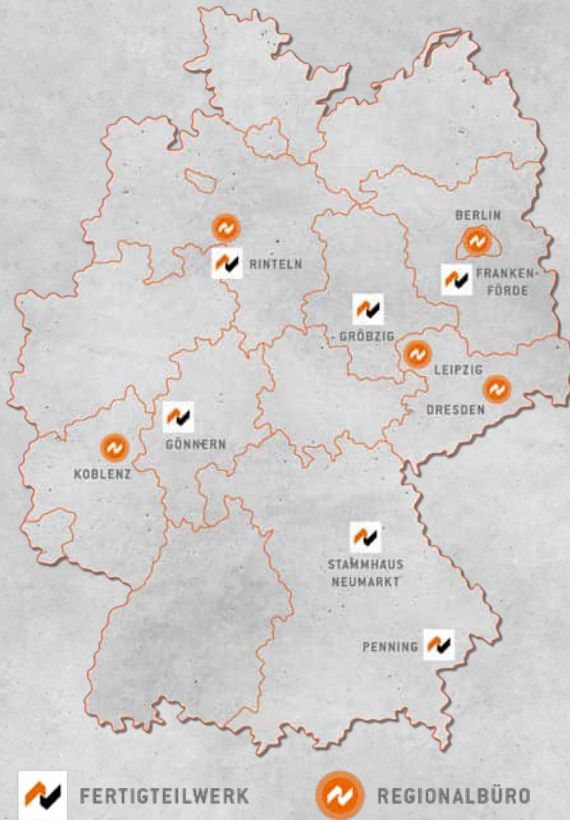 BERLIN
RINTELN
FRANKEN-
FÖRDE
GRÖBZIG
LEIPZIG
DRESDEN
GÖNNERN
KOBLENZ
STAMMHAUS
NEUMARKT
PENNING
FERTIGTEILWERK
REGIONALBÜRO